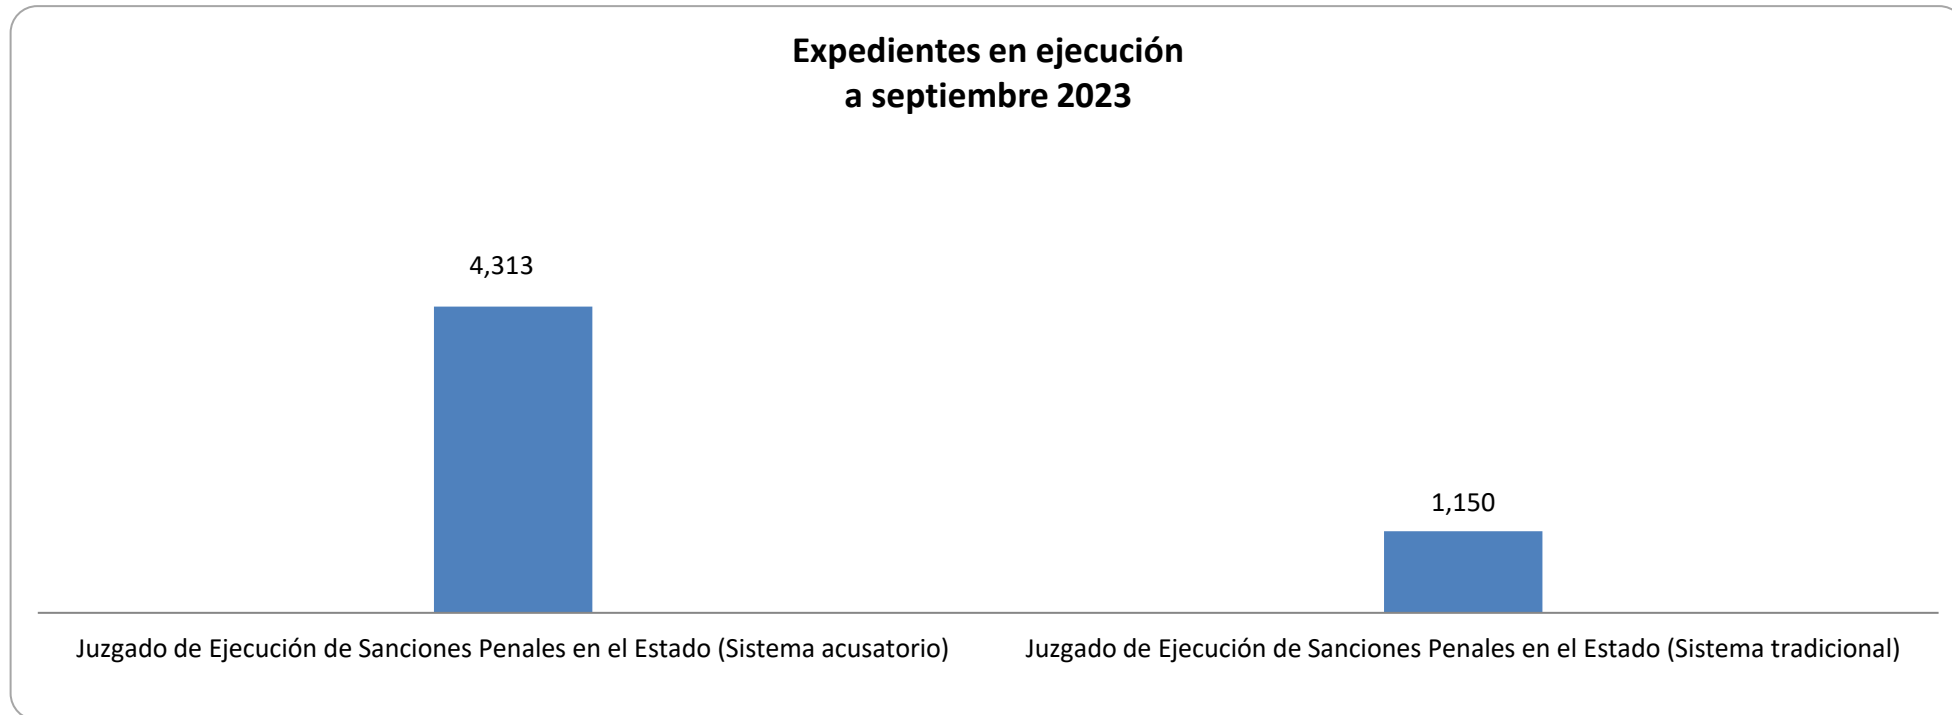 Expedientes en ejecución
a septiembre 2023
4,313
1,150
Juzgado de Ejecución de Sanciones Penales en el Estado (Sistema acusatorio)
Juzgado de Ejecución de Sanciones Penales en el Estado (Sistema tradicional)